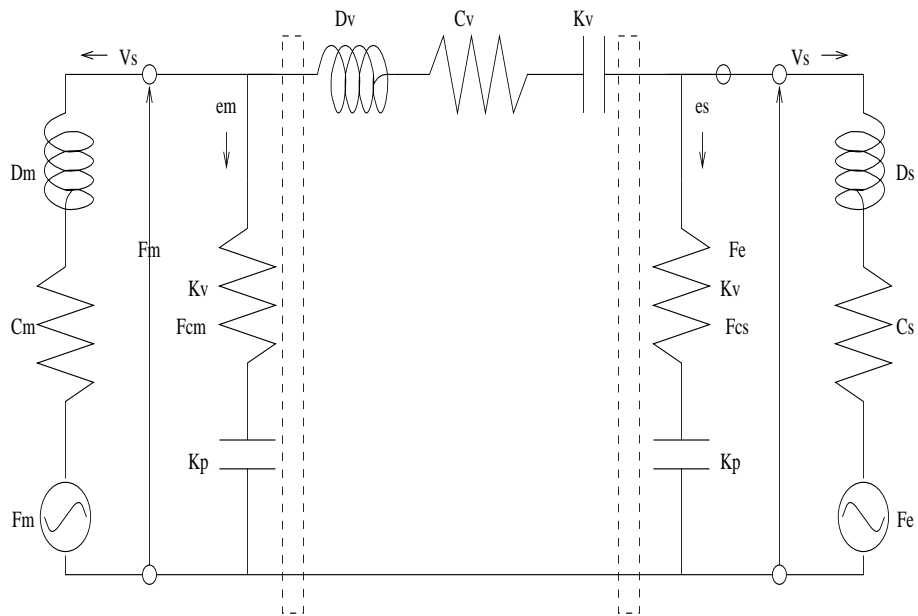 Dv Cv Kv
Vs Vs
em es
Dm Ds
Fm Fe
Kv Kv
Cm Fcm Fcs Cs
Kp Kp
Fm Fe